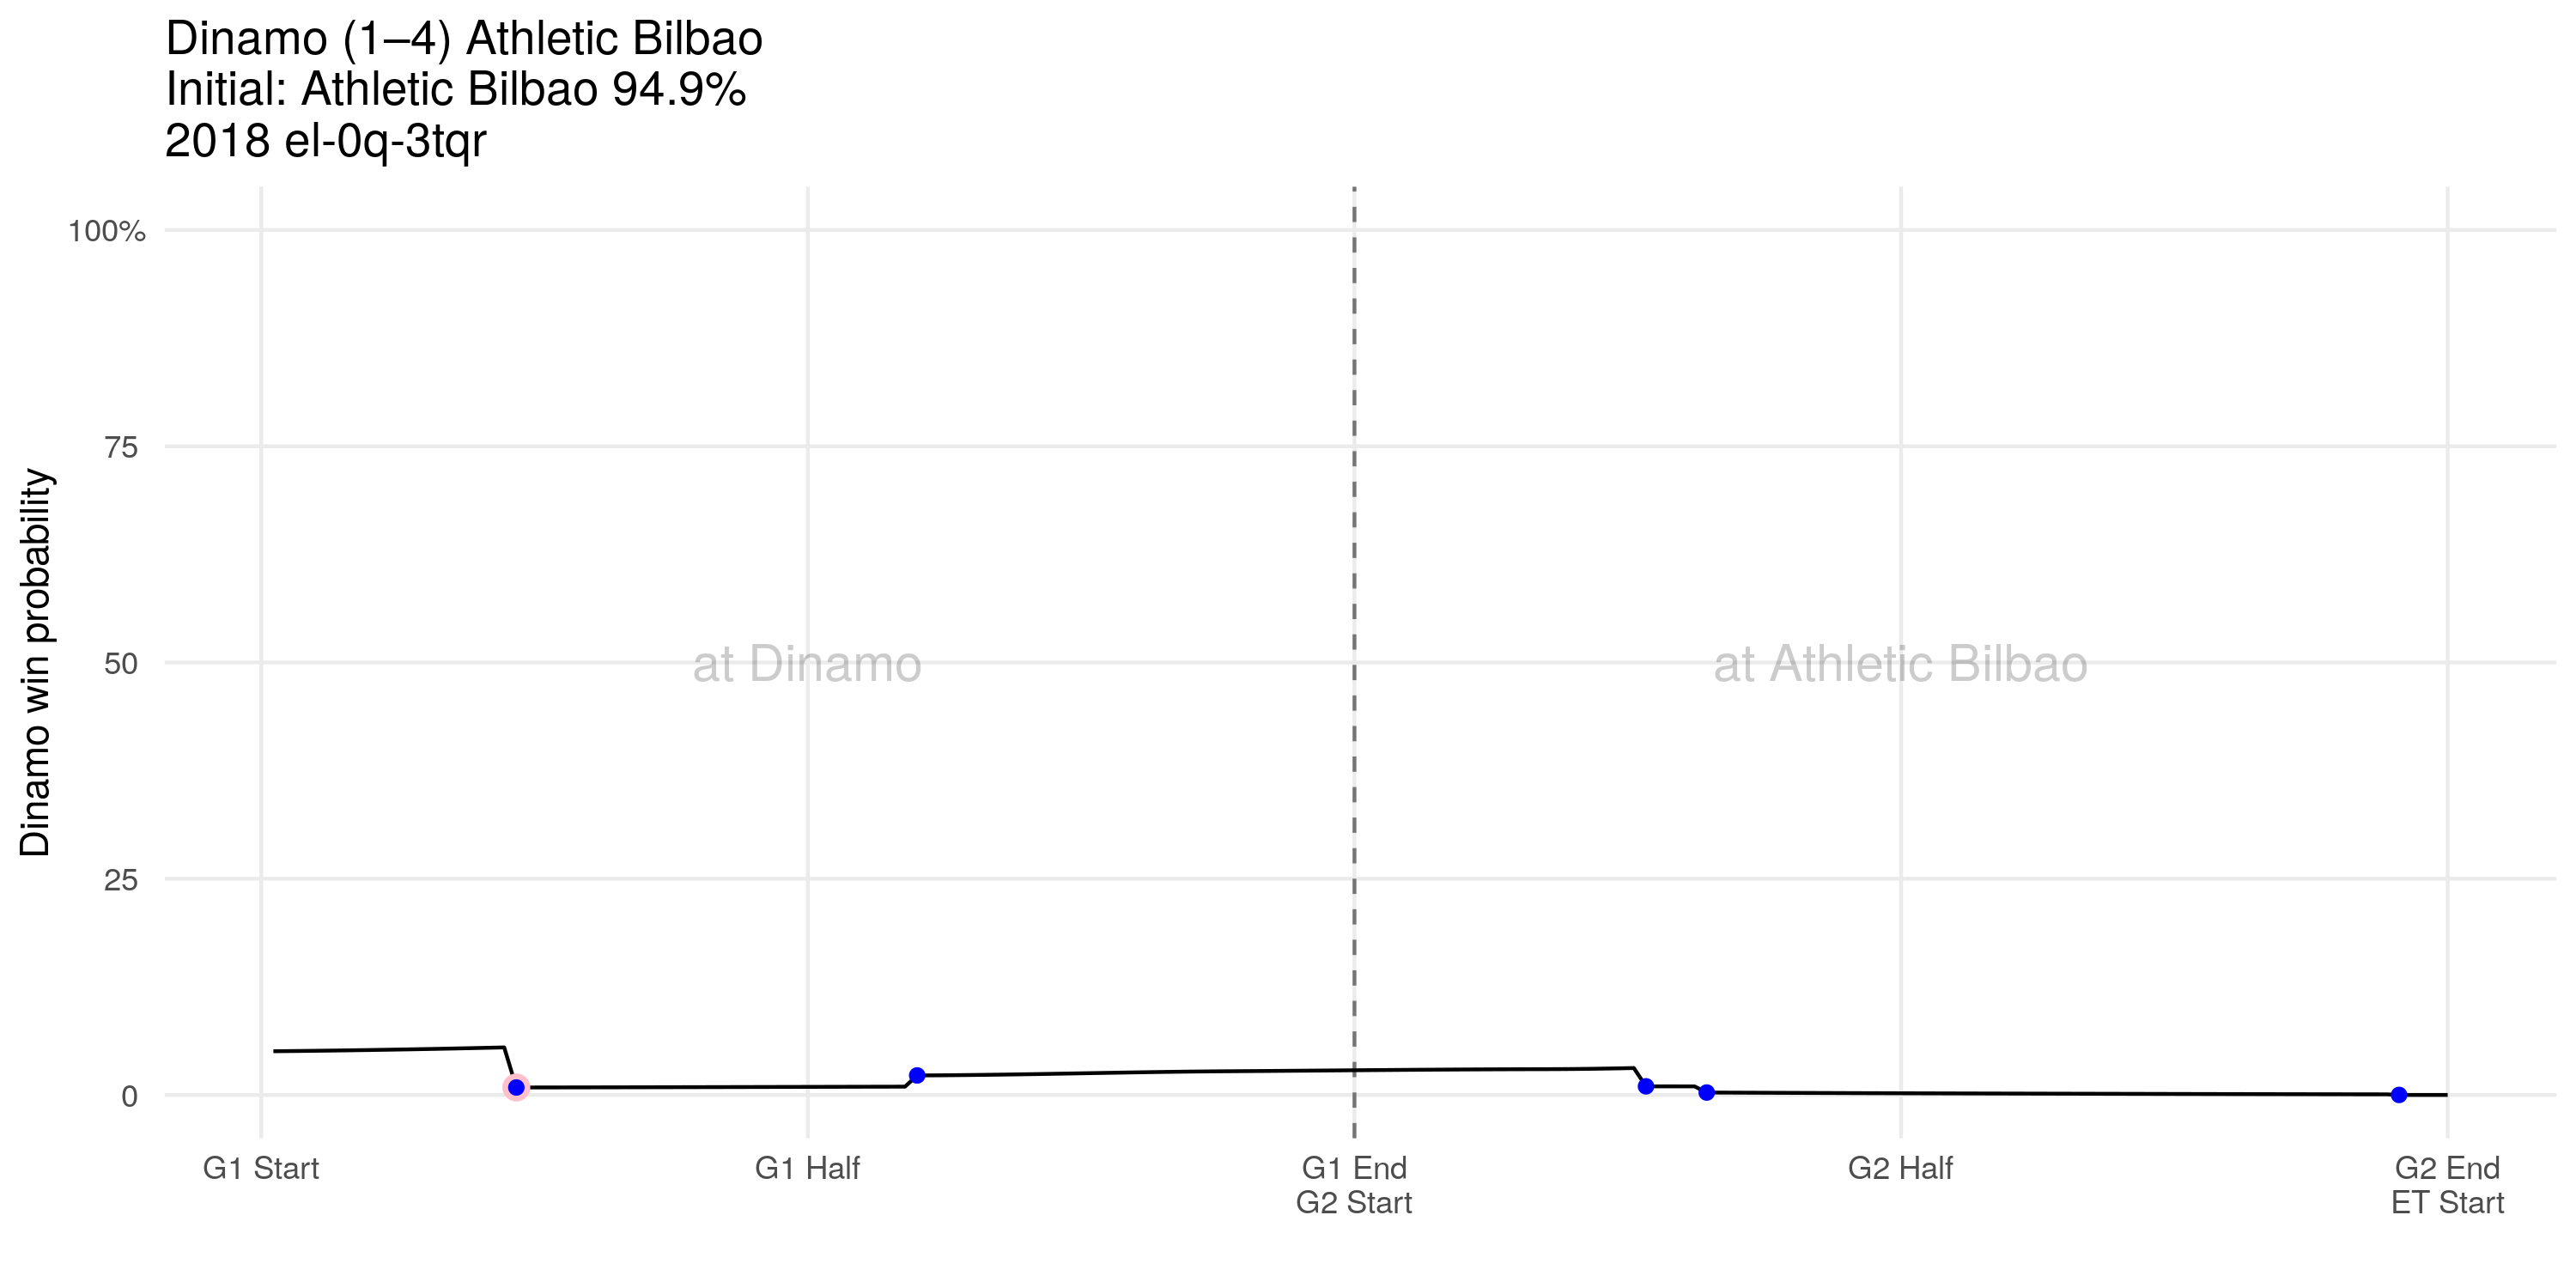 Dinamo (1–4) Athletic Bilbao
Initial: Athletic Bilbao 94.9%
2018 el-0q-3tqr
Dinamo win probability
100%
75
50
25
0
at Dinamo
at Athletic Bilbao
G1 Start
G1 Half
G1 End
G2 Start
G2 Half
G2 End
ET Start